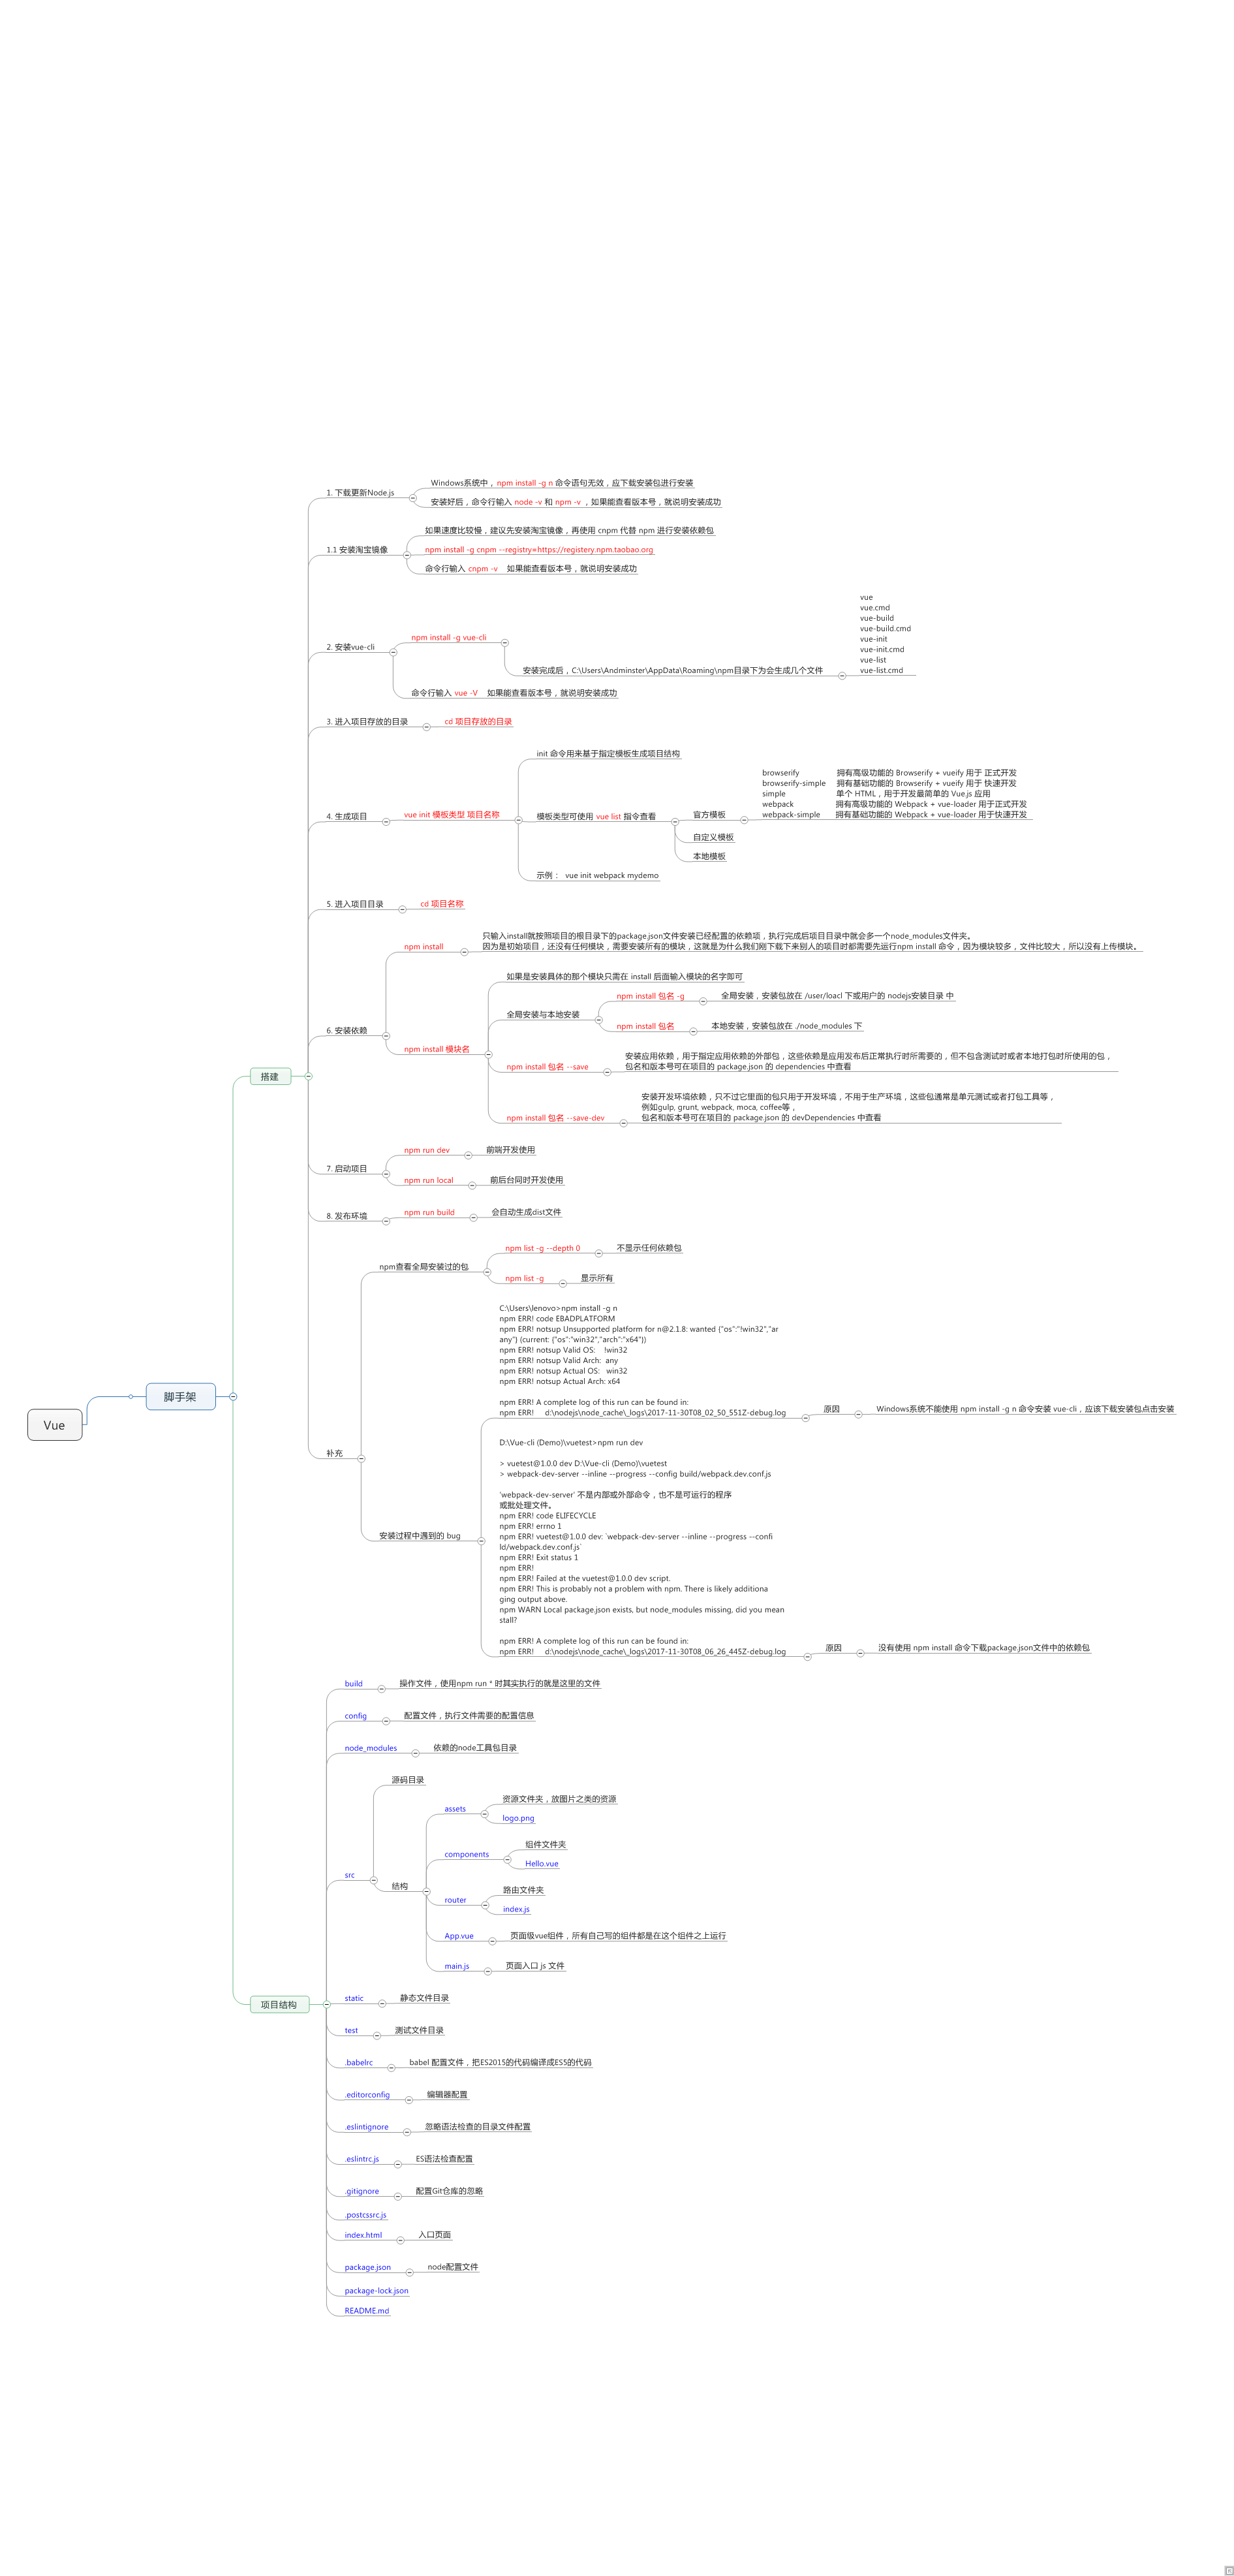 Vue
脚手架
搭建
1. 下载更新Node.js
Windows系统中，npm install -g n 命令语句无效，应下载安装包进行安装
安装好后，命令行输入 node -v 和 npm -v ，如果能查看版本号，就说明安装成功
1.1 安装淘宝镜像
如果速度比较慢，建议先安装淘宝镜像，再使用 cnpm 代替 npm 进行安装依赖包
npm install -g cnpm --registry=https://registery.npm.taobao.org
命令行输入 cnpm -v 如果能查看版本号，就说明安装成功
2. 安装vue-cli
npm install -g vue-cli
安装完成后，C:\Users\Andminster\AppData\Roaming\npm目录下为会生成几个文件
vue
vue.cmd
vue-build
vue-build.cmd
vue-init
vue-init.cmd
vue-list
vue-list.cmd
命令行输入 vue -V 如果能查看版本号，就说明安装成功
3. 进入项目存放的目录
cd 项目存放的目录
4. 生成项目
vue init 模板类型 项目名称
init 命令用来基于指定模板生成项目结构
模板类型可使用 vue list 指令查看
官方模板
browserify 拥有高级功能的 Browserify + vueify 用于 正式开发
browserify-simple 拥有基础功能的 Browserify + vueify 用于 快速开发
simple 单个 HTML，用于开发最简单的 Vue.js 应用
webpack 拥有高级功能的 Webpack + vue-loader 用于正式开发
webpack-simple 拥有基础功能的 Webpack + vue-loader 用于快速开发
自定义模板
本地模板
示例： vue init webpack mydemo
5. 进入项目目录
cd 项目名称
6. 安装依赖
npm install
只输入install就按照项目的根目录下的package.json文件安装已经配置的依赖项，执行完成后项目目录中就会多一个node_modules文件夹。
因为是初始项目，还没有任何模块，需要安装所有的模块，这就是为什么我们刚下载下来别人的项目时都需要先运行npm install 命令，因为模块较多，文件比较大，所以没有上传模块。
npm install 模块名
如果是安装具体的那个模块只需在 install 后面输入模块的名字即可
全局安装与本地安装
npm install 包名 -g
全局安装，安装包放在 /user/loacl 下或用户的 nodejs安装目录 中
npm install 包名
本地安装，安装包放在 ./node_modules 下
npm install 包名 --save
安装应用依赖，用于指定应用依赖的外部包，这些依赖是应用发布后正常执行时所需要的，但不包含测试时或者本地打包时所使用的包，
包名和版本号可在项目的 package.json 的 dependencies 中查看
npm install 包名 --save-dev
安装开发环境依赖，只不过它里面的包只用于开发环境，不用于生产环境，这些包通常是单元测试或者打包工具等，
例如gulp, grunt, webpack, moca, coffee等，
包名和版本号可在项目的 package.json 的 devDependencies 中查看
7. 启动项目
npm run dev
前端开发使用
npm run local
前后台同时开发使用
8. 发布环境
npm run build
会自动生成dist文件
补充
npm查看全局安装过的包
npm list -g --depth 0
不显示任何依赖包
npm list -g
显示所有
安装过程中遇到的 bug
C:\Users\lenovo>npm install -g n
npm ERR! code EBADPLATFORM
npm ERR! notsup Unsupported platform for n@2.1.8: wanted {"os":"!win32","ar
any"} (current: {"os":"win32","arch":"x64"})
npm ERR! notsup Valid OS: !win32
npm ERR! notsup Valid Arch: any
npm ERR! notsup Actual OS: win32
npm ERR! notsup Actual Arch: x64
npm ERR! A complete log of this run can be found in:
npm ERR! d:\nodejs\node_cache\_logs\2017-11-30T08_02_50_551Z-debug.log
原因
Windows系统不能使用 npm install -g n 命令安装 vue-cli，应该下载安装包点击安装
D:\Vue-cli (Demo)\vuetest>npm run dev
> vuetest@1.0.0 dev D:\Vue-cli (Demo)\vuetest
> webpack-dev-server --inline --progress --config build/webpack.dev.conf.js
'webpack-dev-server' 不是内部或外部命令，也不是可运行的程序
或批处理文件。
npm ERR! code ELIFECYCLE
npm ERR! errno 1
npm ERR! vuetest@1.0.0 dev: `webpack-dev-server --inline --progress --confi
ld/webpack.dev.conf.js`
npm ERR! Exit status 1
npm ERR!
npm ERR! Failed at the vuetest@1.0.0 dev script.
npm ERR! This is probably not a problem with npm. There is likely additiona
ging output above.
npm WARN Local package.json exists, but node_modules missing, did you mean
stall?
npm ERR! A complete log of this run can be found in:
npm ERR! d:\nodejs\node_cache\_logs\2017-11-30T08_06_26_445Z-debug.log
原因
没有使用 npm install 命令下载package.json文件中的依赖包
项目结构
build
操作文件，使用npm run * 时其实执行的就是这里的文件
config
配置文件，执行文件需要的配置信息
node_modules
依赖的node工具包目录
src
源码目录
结构
assets
资源文件夹，放图片之类的资源
logo.png
components
组件文件夹
Hello.vue
router
路由文件夹
index.js
App.vue
页面级vue组件，所有自己写的组件都是在这个组件之上运行
main.js
页面入口 js 文件
static
静态文件目录
test
测试文件目录
.babelrc
babel 配置文件，把ES2015的代码编译成ES5的代码
.editorconfig
编辑器配置
.eslintignore
忽略语法检查的目录文件配置
.eslintrc.js
ES语法检查配置
.gitignore
配置Git仓库的忽略
.postcssrc.js
index.html
入口页面
package.json
node配置文件
package-lock.json
README.md